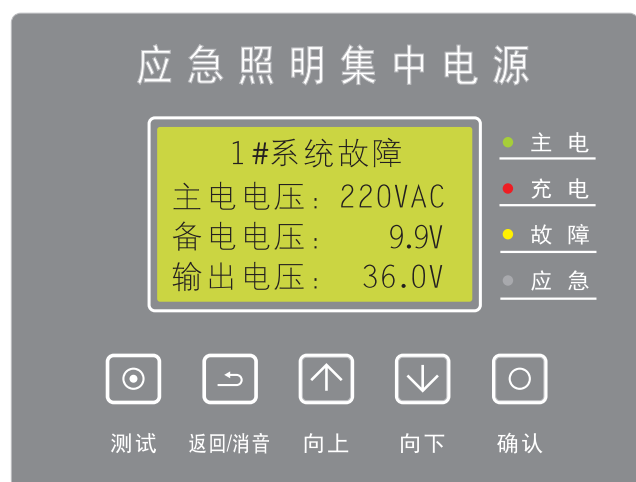 应急照明集中电源
1#系统故障
主电电压: 220VAC
备电电压: 9.9V
输出电压: 36.0V
主电
充电
故障
应急
测试 返回/消音 向上 向下 确认